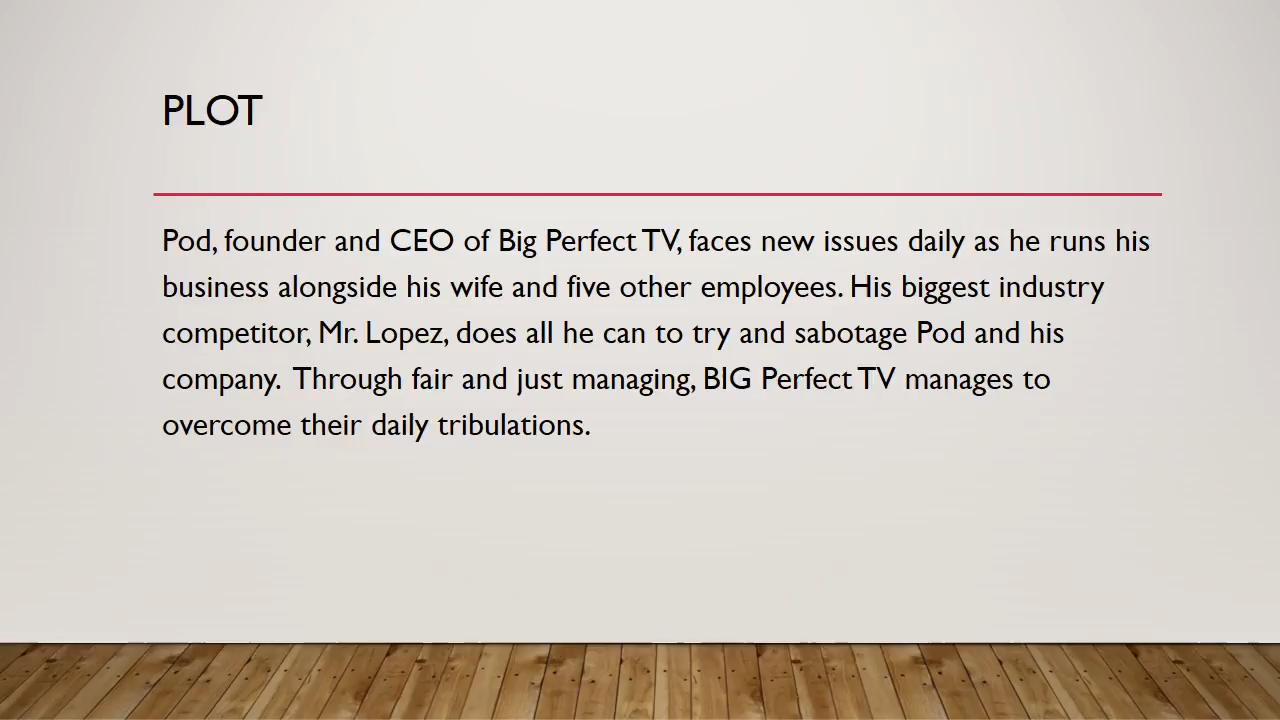 PLOT
Pod, founder and CEO of Big Perfect TV, faces new issues daily as he runs his
business alongside his wife and five other employees. His biggest industry
competitor, Mr. Lopez, does all he can to try and sabotage Pod and his
company.  Through fair and just managing, BIG Perfect TV manages to
overcome their daily tribulations.